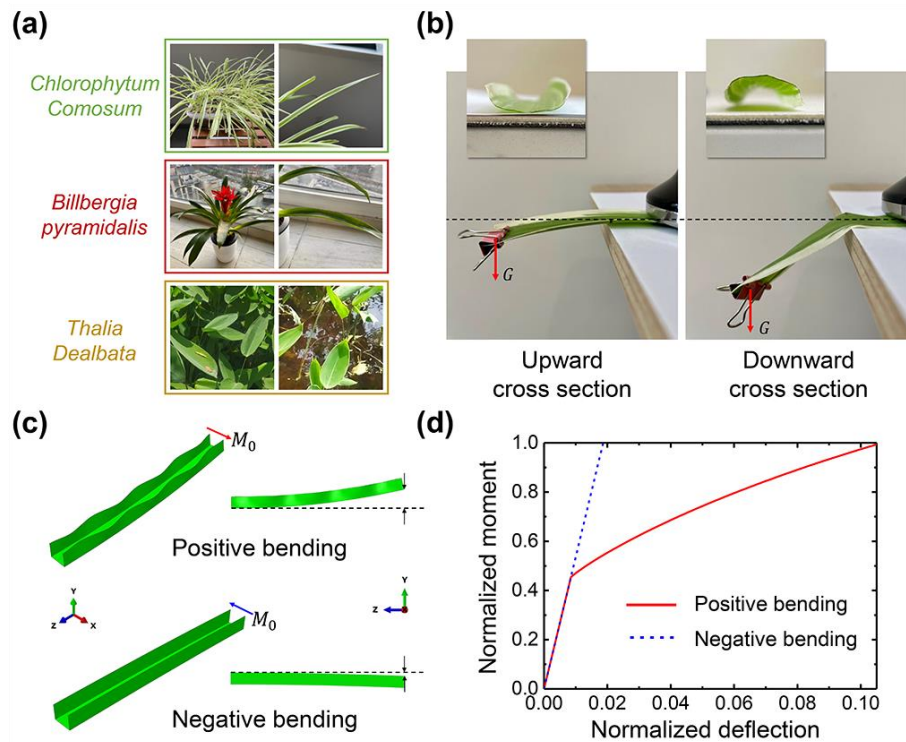 (a)
Chlorophytum
Comosum
Billbergia
pyramidalis
Thalia
Dealbata
(b)
G
G
Upward
cross section
Downward
cross section
(c)
M₀
Positive bending
Y
Z
X
Y
Z
M₀
Negative bending
(d)
Normalized moment
1.0
0.8
0.6
0.4
0.2
0.0
Positive bending
Negative bending
0.00
0.02
0.04
0.06
0.08
0.10
Normalized deflection